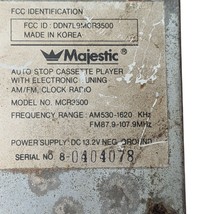 FCC IDENTIFICATION
FCC ID : DDN7L9MCR3500
MADE IN KOREA
Majestic
AUTO STOP CASSETTE PLAYER
WITH ELECTRONIC TUNING
AM/FM, CLOCK RADIO
MODEL NO. MCR3500
FREQUENCY RANGE: AM530-1620 KHz
FM87.9-107.9MHz
POWER SUPPLY: DC 13.2V NEG. GROUND
SERIAL NO 8-0404078